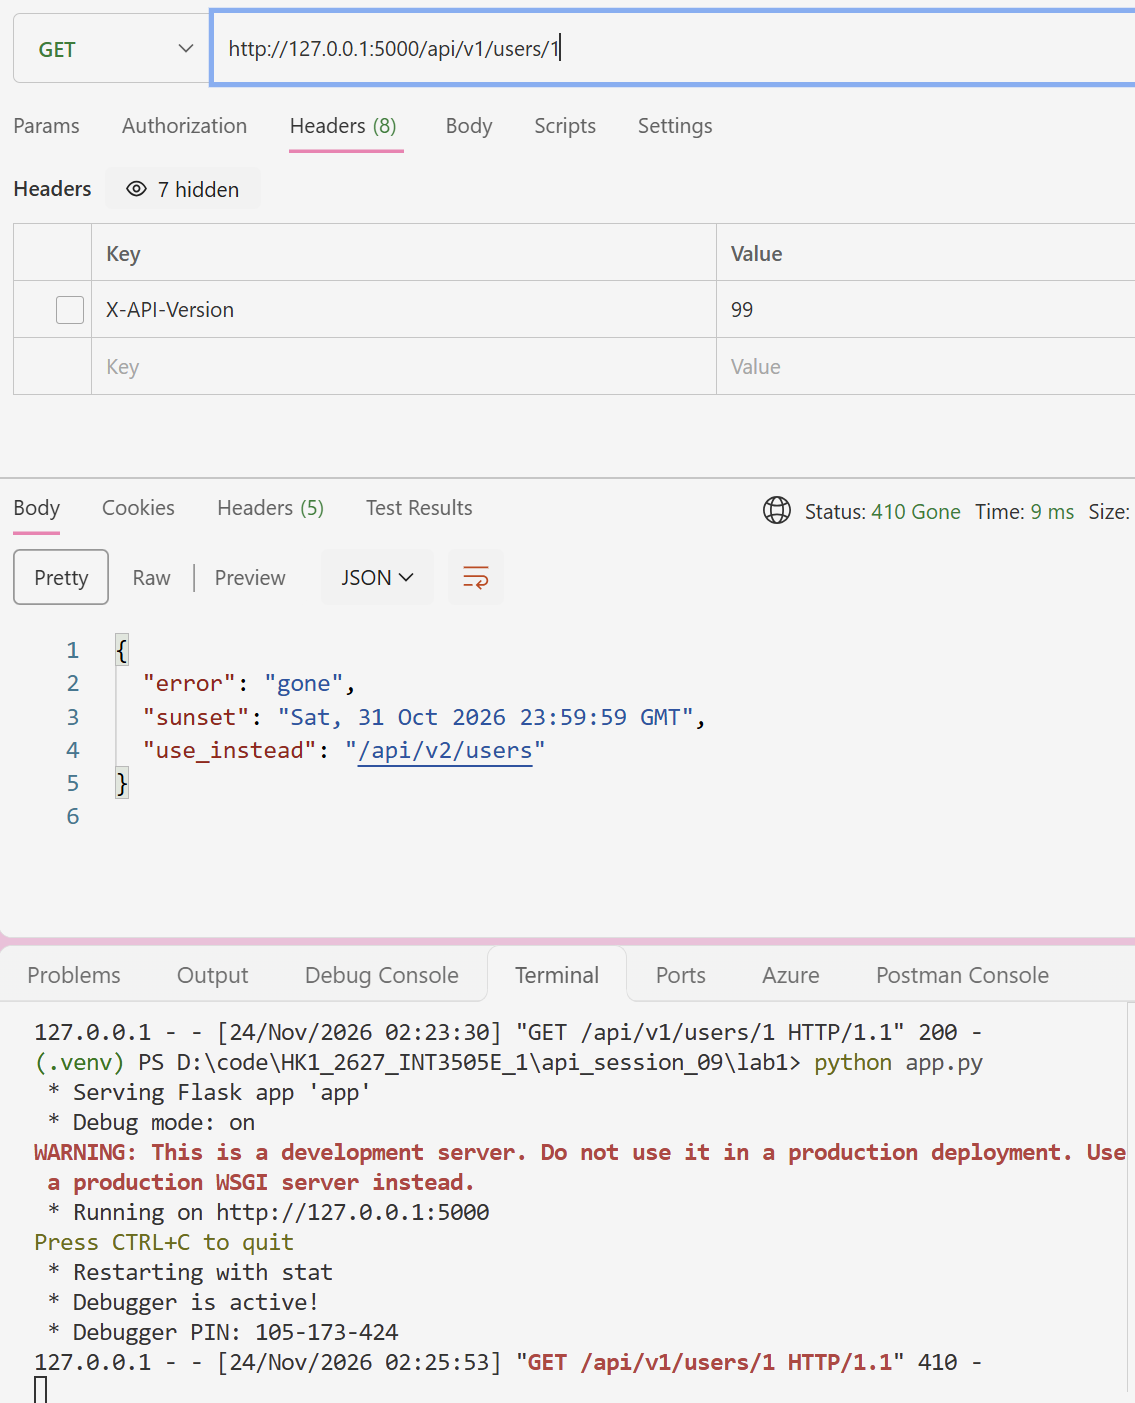 GET
http://127.0.0.1:5000/api/v1/users/1
Params Authorization Headers (8) Body Scripts Settings
Headers 7 hidden
Key Value
X-API-Version 99
Key Value
Body Cookies Headers (5) Test Results Status: 410 Gone Time: 9 ms Size:
Pretty Raw Preview JSON
1 {
2 "error": "gone",
3 "sunset": "Sat, 31 Oct 2026 23:59:59 GMT",
4 "use_instead": "/api/v2/users"
5 }
6
Problems Output Debug Console Terminal Ports Azure Postman Console
127.0.0.1 - - [24/Nov/2026 02:23:30] "GET /api/v1/users/1 HTTP/1.1" 200 -
(.venv) PS D:\code\HK1_2627_INT3505E_1\api_session_09\lab1> python app.py
* Serving Flask app 'app'
* Debug mode: on
WARNING: This is a development server. Do not use it in a production deployment. Use
a production WSGI server instead.
* Running on http://127.0.0.1:5000
Press CTRL+C to quit
* Restarting with stat
* Debugger is active!
* Debugger PIN: 105-173-424
127.0.0.1 - - [24/Nov/2026 02:25:53] "GET /api/v1/users/1 HTTP/1.1" 410 -